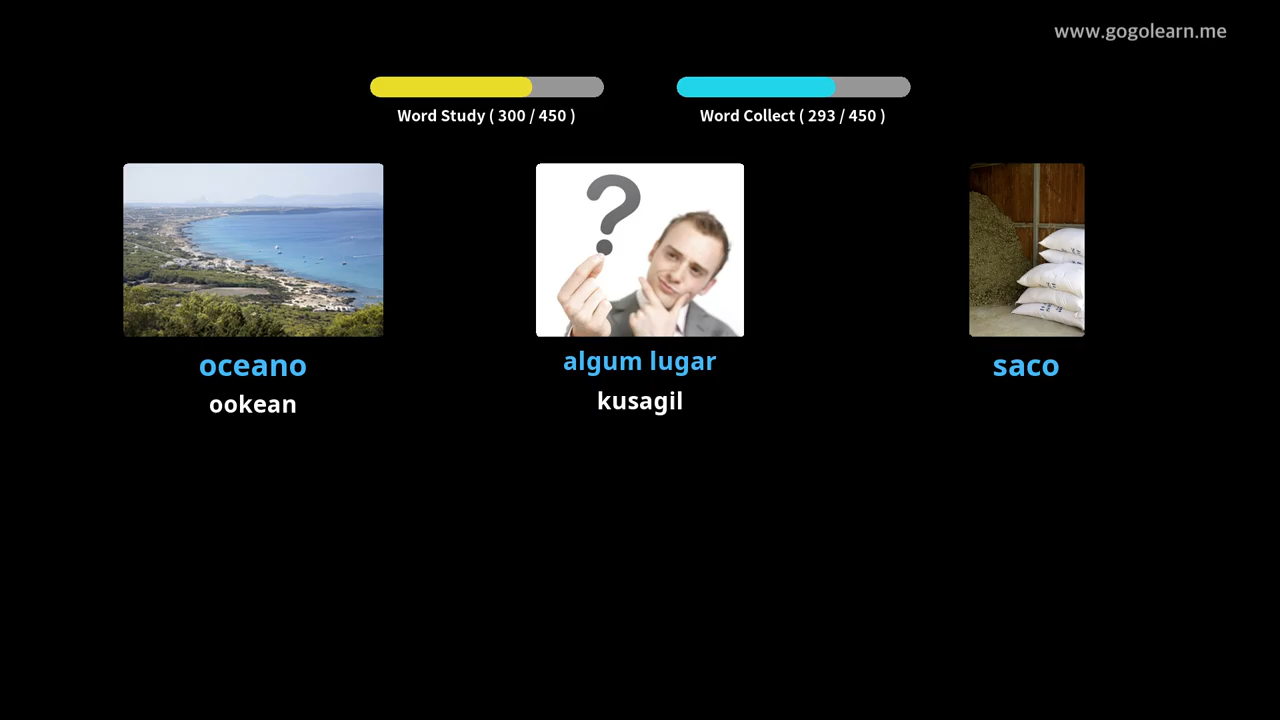 www.gogolearn.me
Word Study ( 300 / 450 )
Word Collect ( 293 / 450 )
oceano
ookean
algum lugar
kusagil
saco